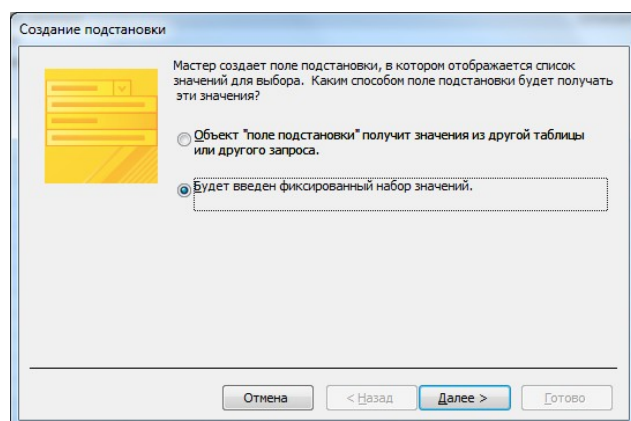 Создание подстановки
Мастер создает поле подстановки, в котором отображается список
значений для выбора. Каким способом поле подстановки будет получать
эти значения?
Объект "поле подстановки" получит значения из другой таблицы
или другого запроса.
Будет введен фиксированный набор значений.
Отмена
< Назад
Далее >
Готово